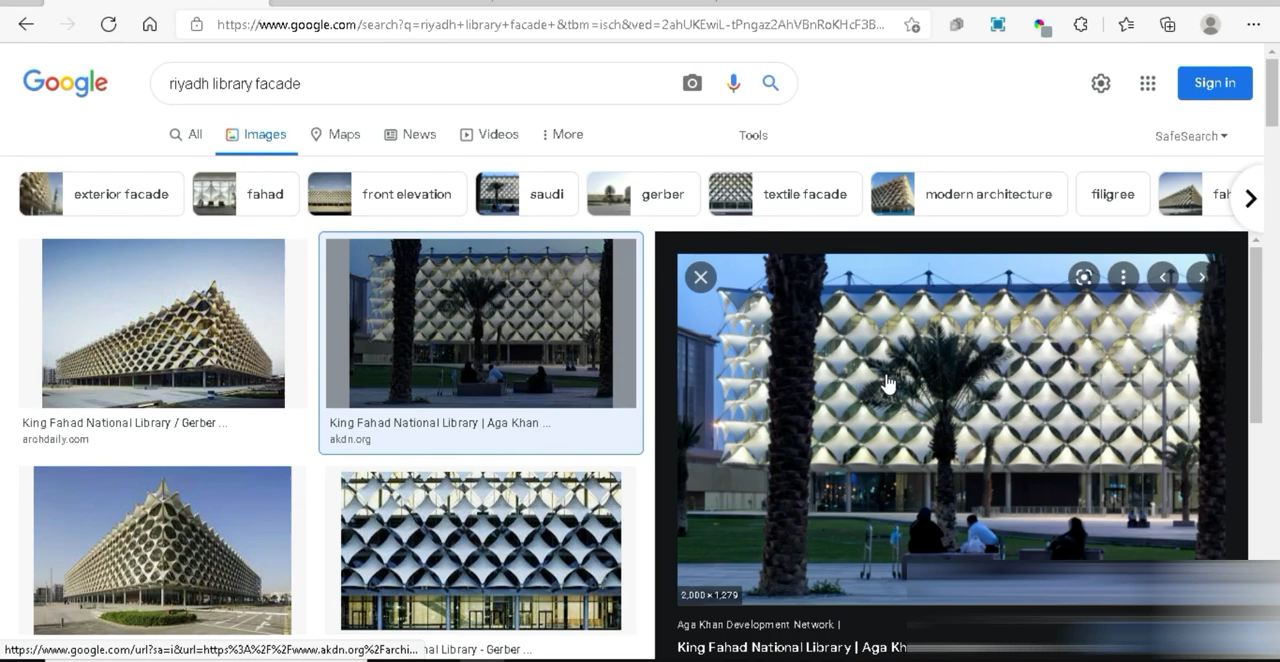 https://www.google.com/search?q=riyadh+library+facade+&tbm=isch&ved=2ahUKEwiL-tPngaz2AhVBnRoKHcF3B...
Google
riyadh library facade
Sign in
All
Images
Maps
News
Videos
More
Tools
SafeSearch
exterior facade
fahad
front elevation
saudi
gerber
textile facade
modern architecture
filigree
fah
King Fahad National Library / Gerber ...
archdaily.com
King Fahad National Library | Aga Khan ...
akdn.org
2,000 × 1,279
Aga Khan Development Network |
King Fahad National Library | Aga Kh
https://www.google.com/url?sa=i&url=https%3A%2F%2Fwww.akdn.org%2Farchi...
nal Library - Gerber ...